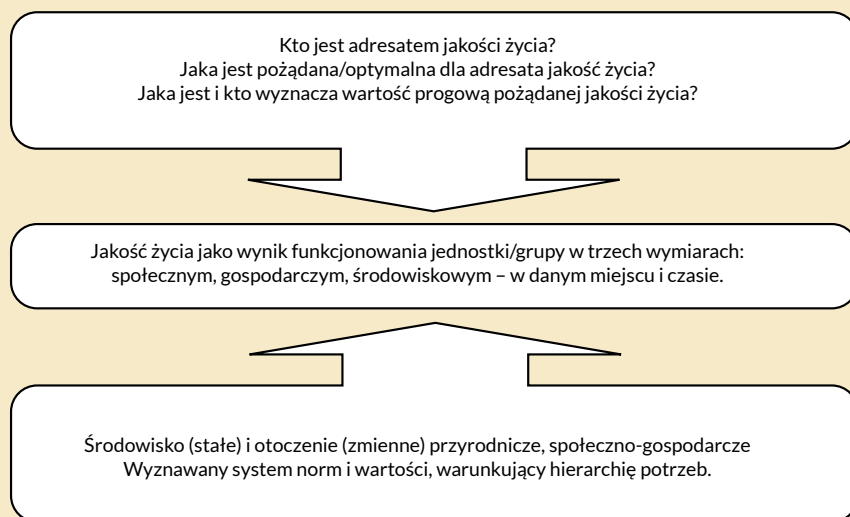 Kto jest adresatem jakości życia?
Jaka jest pożądana/optymalna dla adresata jakość życia?
Jaka jest i kto wyznacza wartość progową pożądanej jakości życia?
Jakość życia jako wynik funkcjonowania jednostki/grupy w trzech wymiarach:
społecznym, gospodarczym, środowiskowym – w danym miejscu i czasie.
Środowisko (stałe) i otoczenie (zmienne) przyrodnicze, społeczno-gospodarcze
Wyznawany system norm i wartości, warunkujący hierarchię potrzeb.